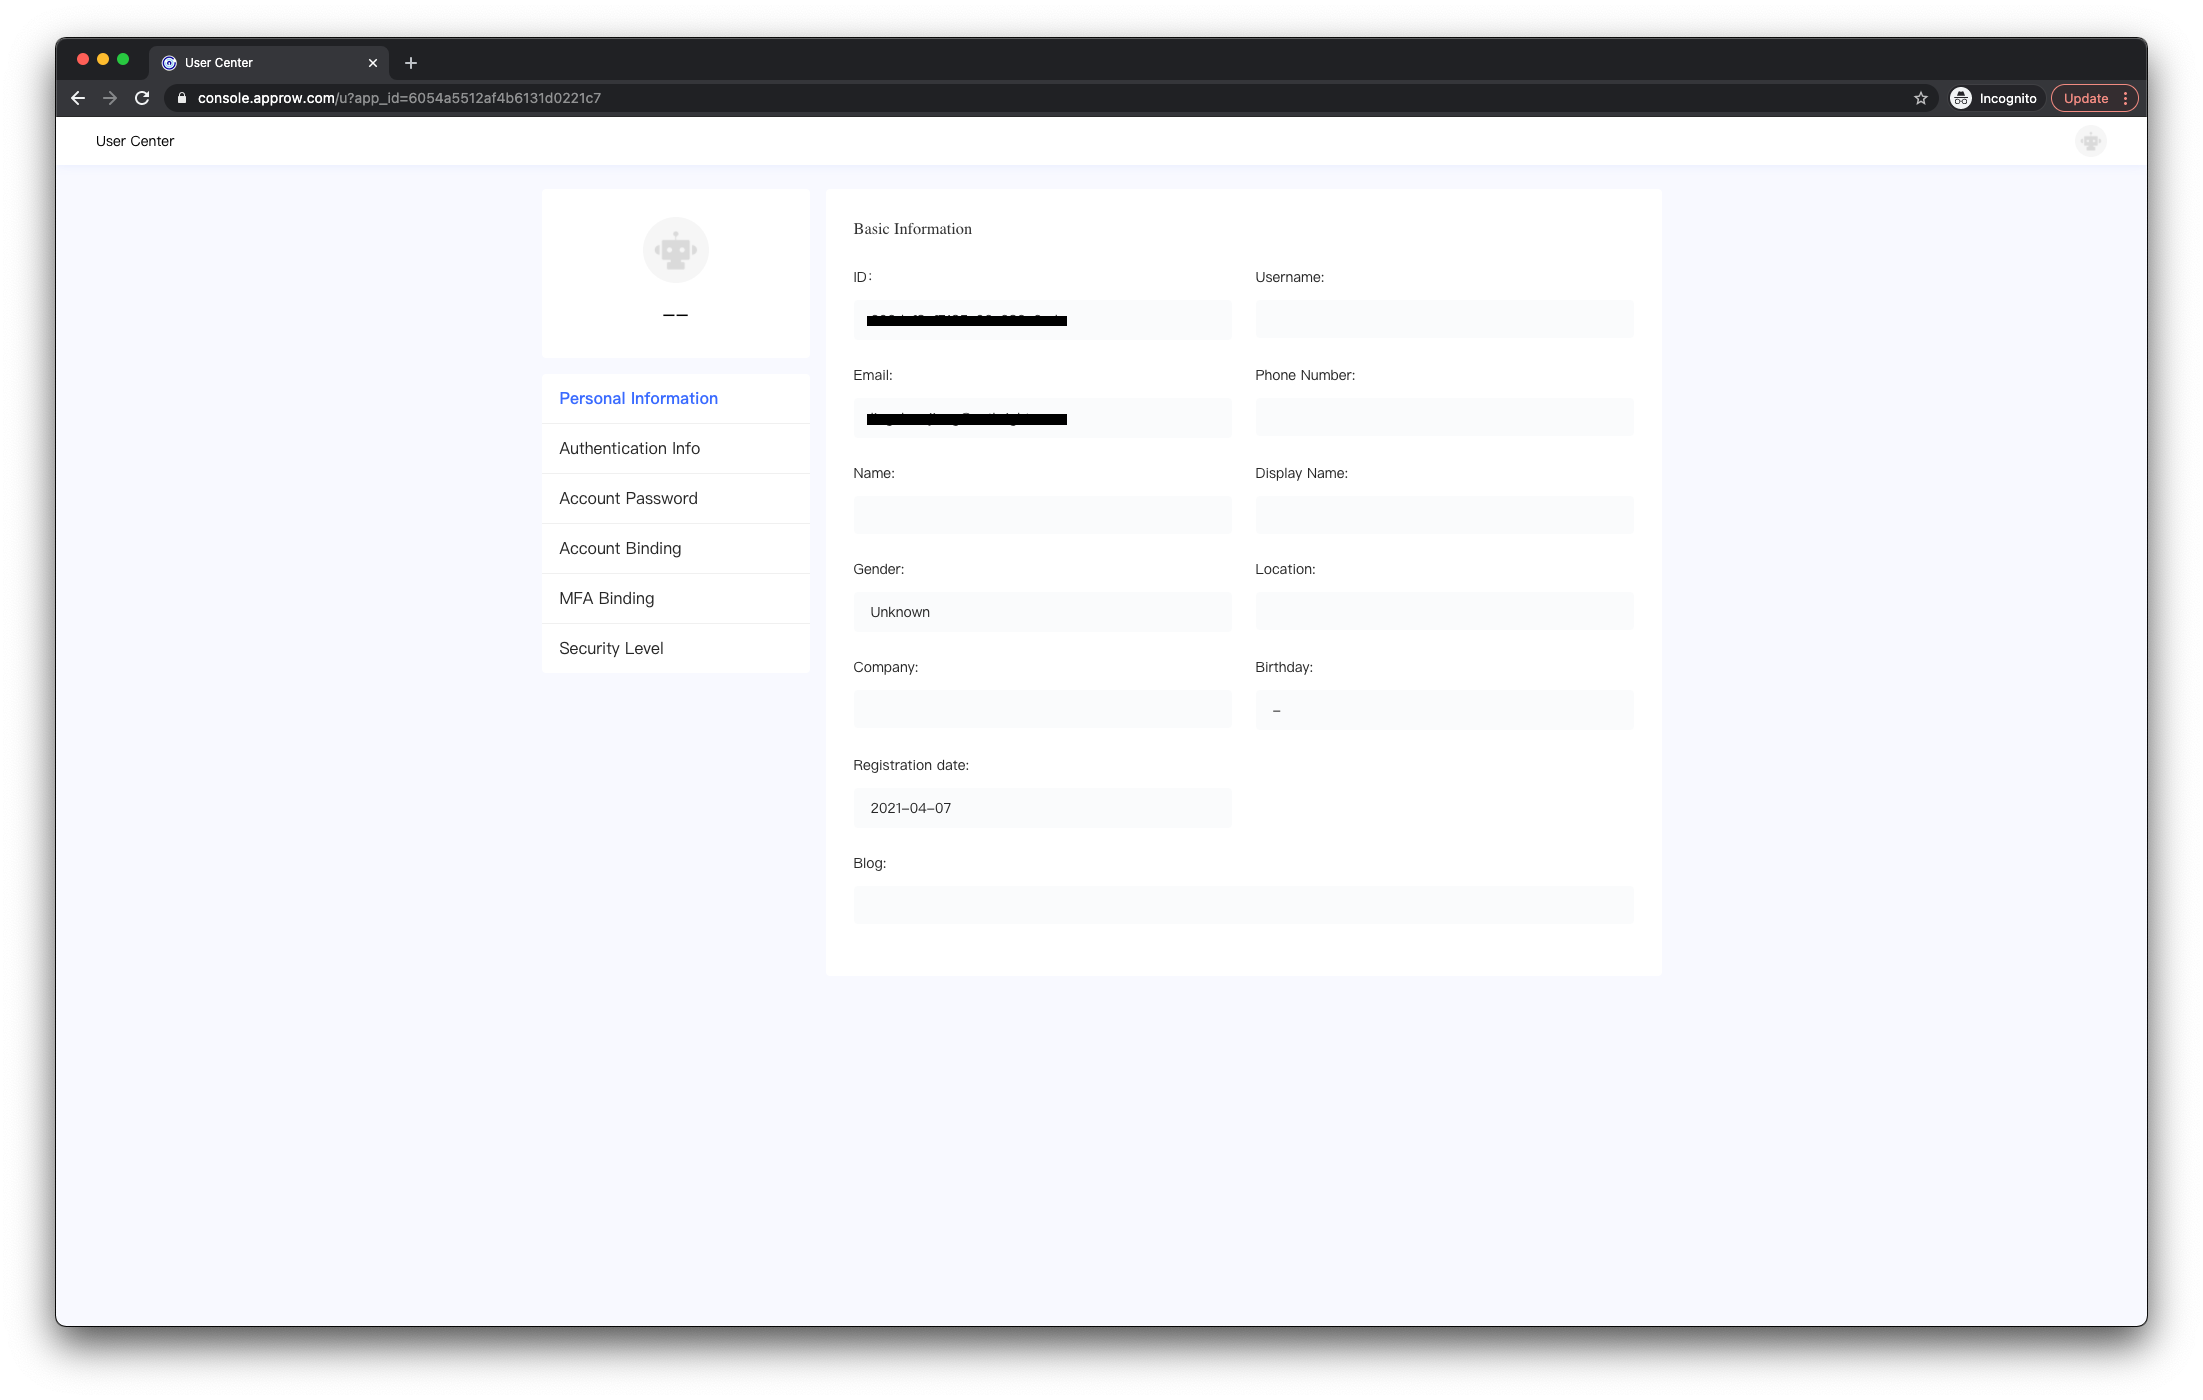 User Center
console.approw.com/u?app_id=6054a5512af4b6131d0221c7
Incognito
Update
User Center
––
Personal Information
Authentication Info
Account Password
Account Binding
MFA Binding
Security Level
Basic Information
ID:
Username:
Email:
Phone Number:
Name:
Display Name:
Gender:
Unknown
Location:
Company:
Birthday:
-
Registration date:
2021-04-07
Blog: